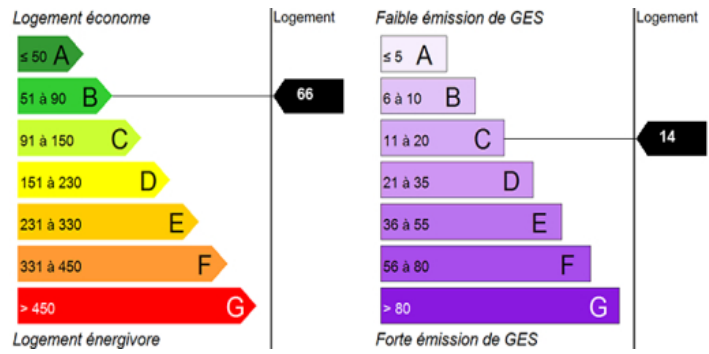 Logement économe
Logement
≤ 50 A
51 à 90 B
66
91 à 150 C
151 à 230 D
231 à 330 E
331 à 450 F
> 450 G
Logement énergivore
Faible émission de GES
Logement
≤ 5 A
6 à 10 B
11 à 20 C
14
21 à 35 D
36 à 55 E
56 à 80 F
> 80 G
Forte émission de GES